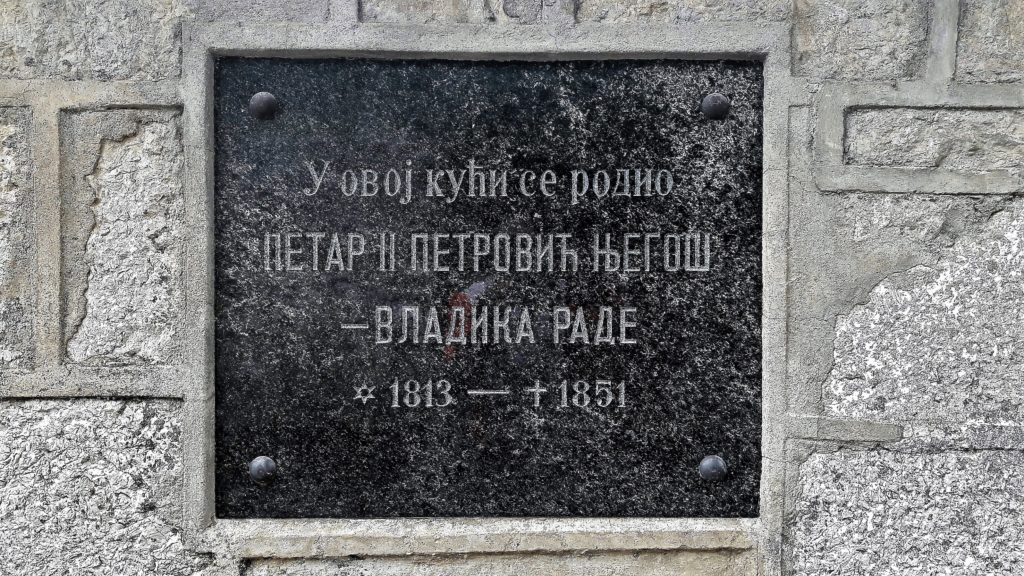 У овој кући се родио
ПЕТАР II ПЕТРОВИЋ ЊЕГОШ
—ВЛАДИКА РАДЕ
✡ 1813 — † 1851